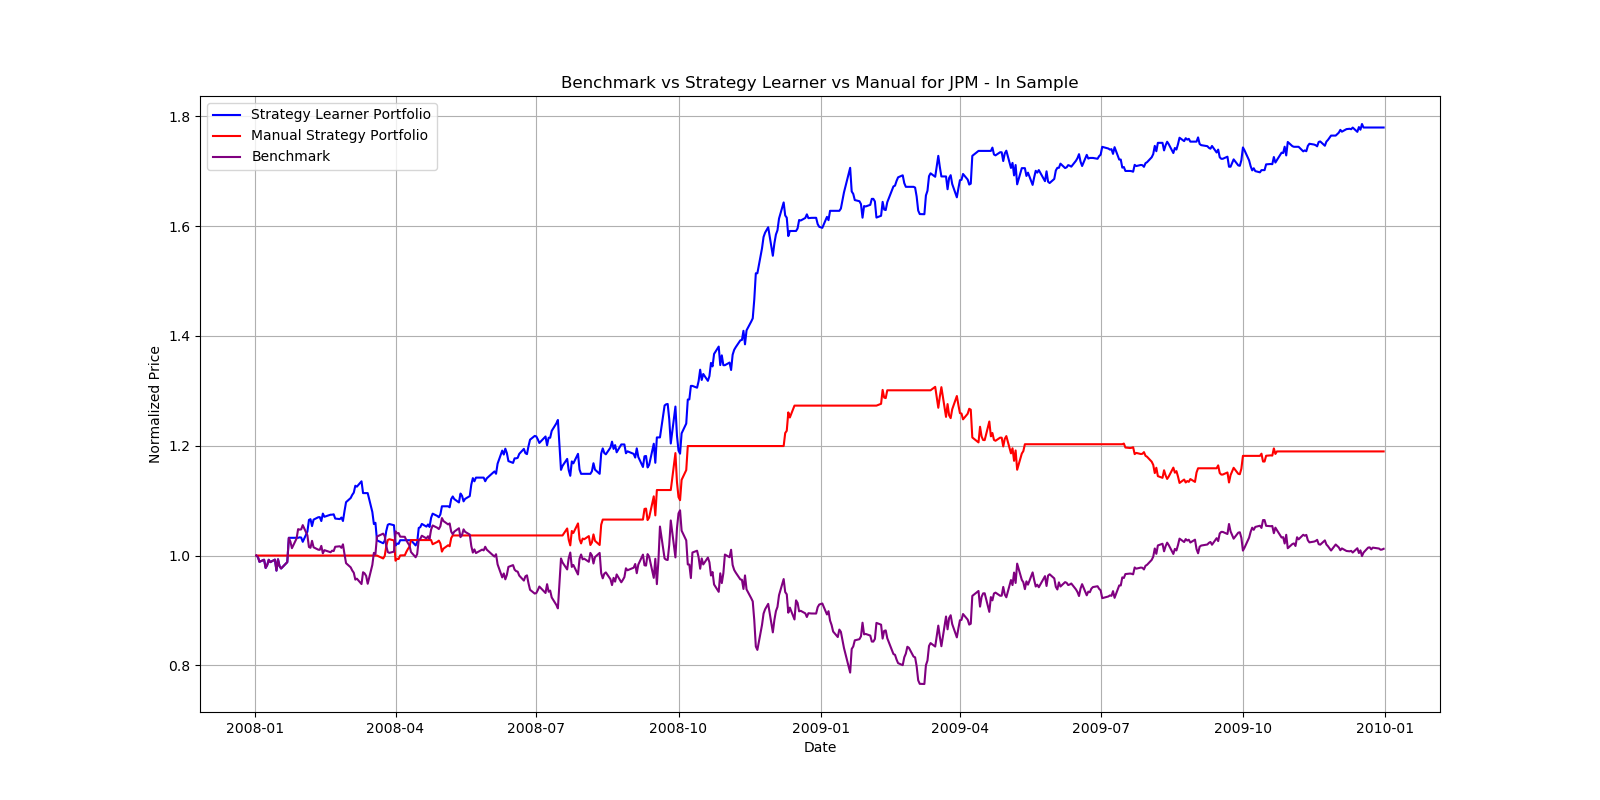 Benchmark vs Strategy Learner vs Manual for JPM - In Sample
Strategy Learner Portfolio
Manual Strategy Portfolio
Benchmark
Normalized Price
1.8
1.6
1.4
1.2
1.0
0.8
2008-01
2008-04
2008-07
2008-10
2009-01
2009-04
2009-07
2009-10
2010-01
Date